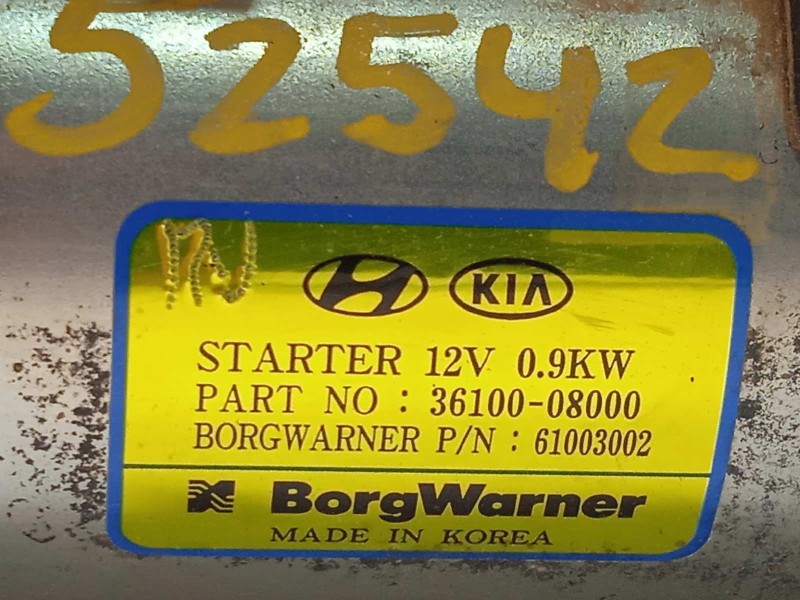 52542
KIA
STARTER 12V 0.9KW
PART NO : 36100-08000
BORGWARNER P/N : 61003002
BorgWarner
MADE IN KOREA